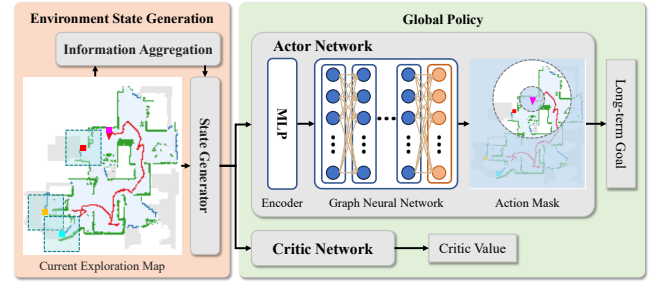 Environment State Generation
Information Aggregation
State Generator
Current Exploration Map
Global Policy
Actor Network
MLP
Encoder
Graph Neural Network
Action Mask
Long-term Goal
Critic Network
Critic Value